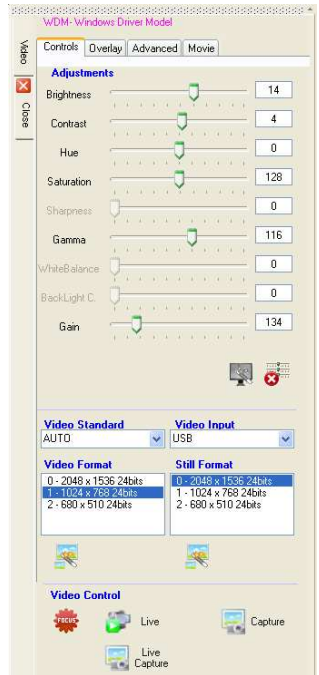 WDM- Windows Driver Model
Video
Close
Controls Overlay Advanced Movie
Adjustments
Brightness 14
Contrast 4
Hue 0
Saturation 128
Sharpness 0
Gamma 116
WhiteBalance 0
BackLight C. 0
Gain 134
Video Standard Video Input
AUTO USB
Video Format Still Format
0 - 2048 x 1536 24bits 0 - 2048 x 1536 24bits
1 - 1024 x 768 24bits 1 - 1024 x 768 24bits
2 - 680 x 510 24bits 2 - 680 x 510 24bits
Video Control
FOCUS Live Capture
Live
Capture